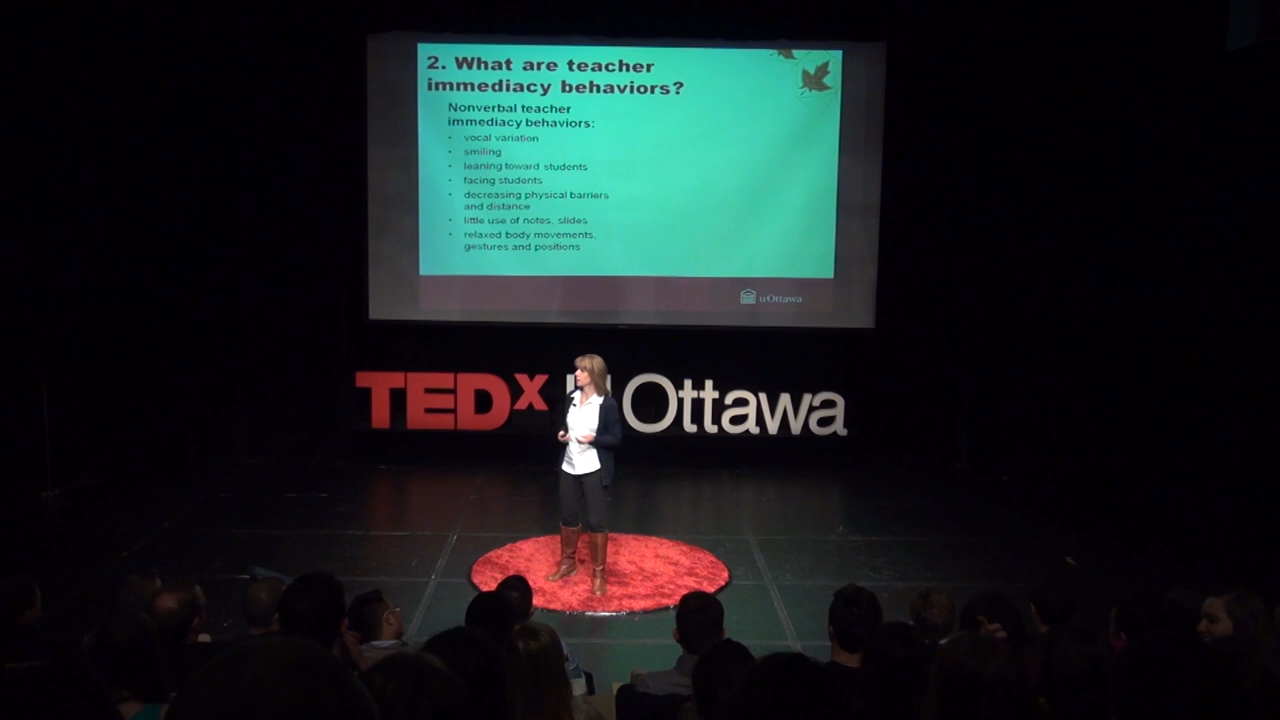 2. What are teacher
immediacy behaviors?
Nonverbal teacher
immediacy behaviors:
• vocal variation
• smiling
• leaning toward students
• facing students
• decreasing physical barriers
and distance
• little use of notes, slides
• relaxed body movements,
gestures and positions
uOttawa
TEDx Ottawa